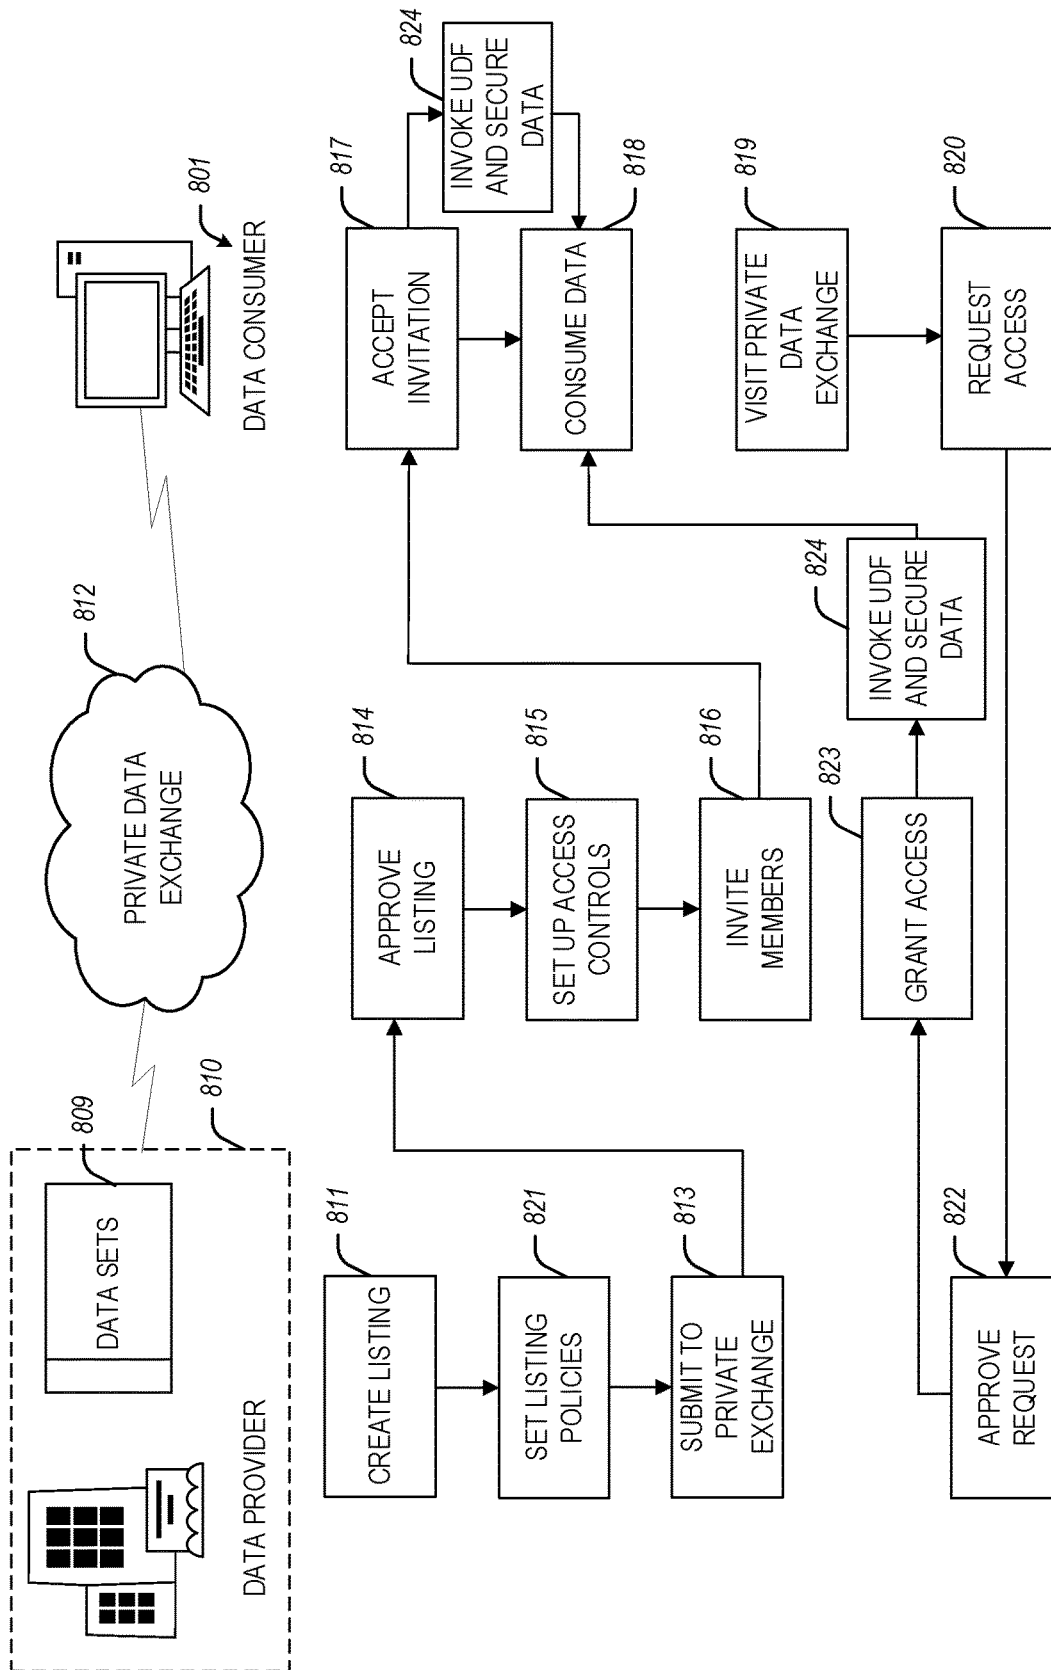 809
DATA SETS
DATA PROVIDER
810
812
PRIVATE DATA
EXCHANGE
801
DATA CONSUMER
811
CREATE LISTING
821
SET LISTING
POLICIES
813
SUBMIT TO
PRIVATE
EXCHANGE
814
APPROVE
LISTING
815
SET UP ACCESS
CONTROLS
816
INVITE
MEMBERS
817
ACCEPT
INVITATION
824
INVOKE UDF
AND SECURE
DATA
818
CONSUME DATA
819
VISIT PRIVATE
DATA
EXCHANGE
820
REQUEST
ACCESS
822
APPROVE
REQUEST
823
GRANT ACCESS
824
INVOKE UDF
AND SECURE
DATA